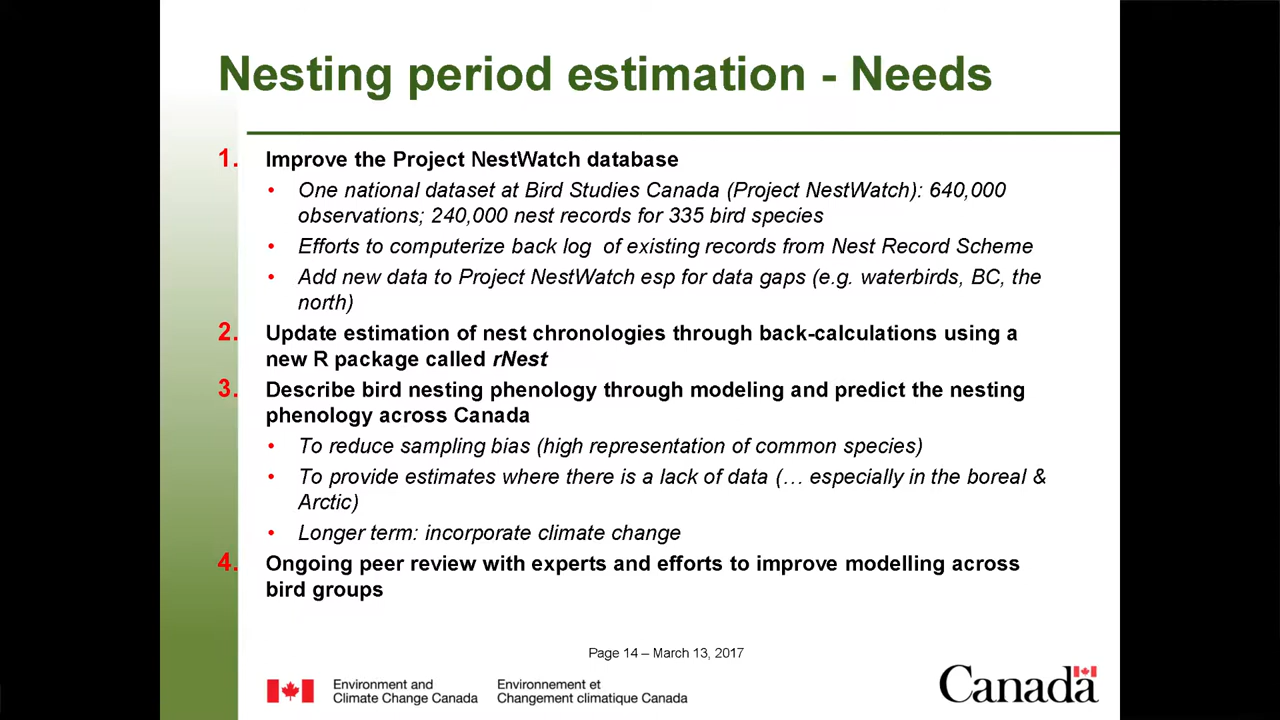 Nesting period estimation - Needs
1. Improve the Project NestWatch database
• One national dataset at Bird Studies Canada (Project NestWatch): 640,000
observations; 240,000 nest records for 335 bird species
• Efforts to computerize back log of existing records from Nest Record Scheme
• Add new data to Project NestWatch esp for data gaps (e.g. waterbirds, BC, the
north)
2. Update estimation of nest chronologies through back-calculations using a
new R package called rNest
3. Describe bird nesting phenology through modeling and predict the nesting
phenology across Canada
• To reduce sampling bias (high representation of common species)
• To provide estimates where there is a lack of data (… especially in the boreal &
Arctic)
• Longer term: incorporate climate change
4. Ongoing peer review with experts and efforts to improve modelling across
bird groups
Page 14 – March 13, 2017
Environment and
Climate Change Canada
Environnement et
Changement climatique Canada
Canada